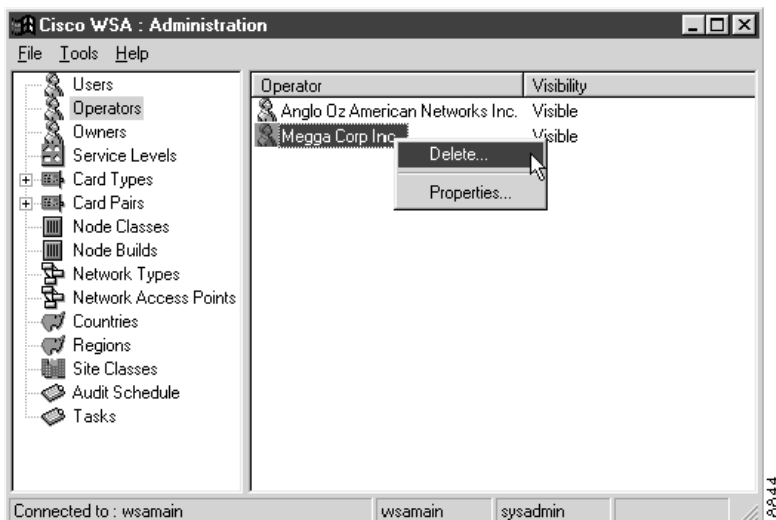 Cisco WSA : Administration
File Tools Help
Users
Operators
Owners
Service Levels
Card Types
Card Pairs
Node Classes
Node Builds
Network Types
Network Access Points
Countries
Regions
Site Classes
Audit Schedule
Tasks
Operator Visibility
Anglo Oz American Networks Inc. Visible
Megga Corp Inc. Visible
Delete...
Properties...
Connected to : wsamain wsamain sysadmin
8844